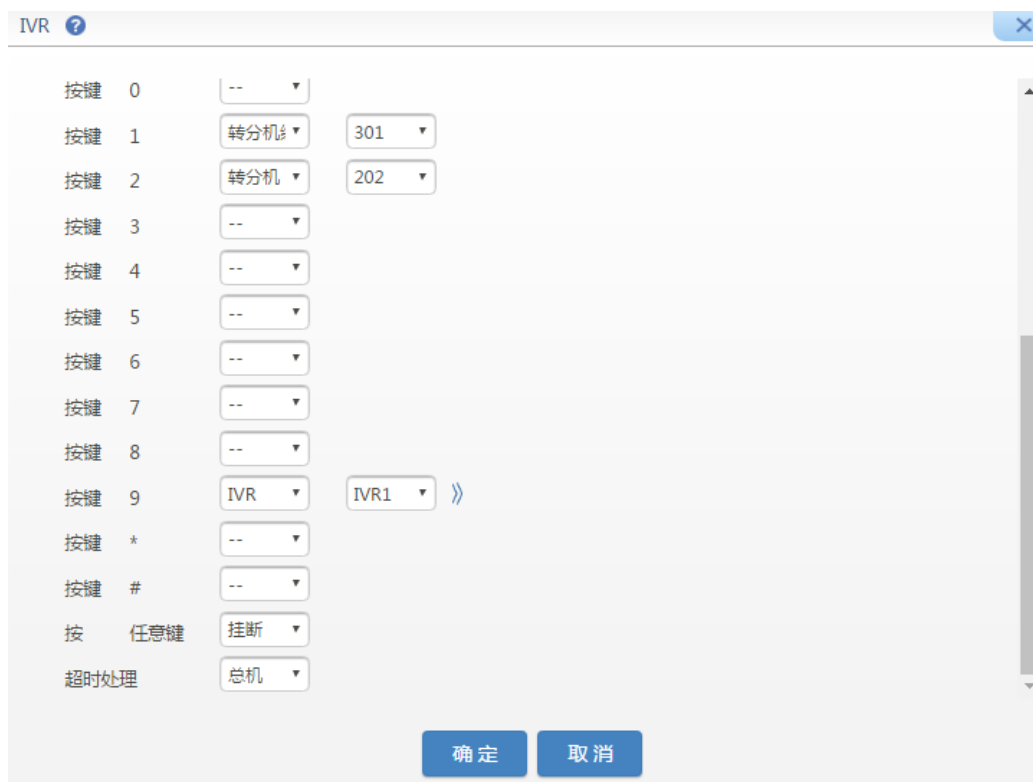 IVR ?
按键 0 --
按键 1 转分机 301
按键 2 转分机 202
按键 3 --
按键 4 --
按键 5 --
按键 6 --
按键 7 --
按键 8 --
按键 9 IVR IVR1 》
按键 * --
按键 # --
按 任意键 挂断
超时处理 总机
确定 取消